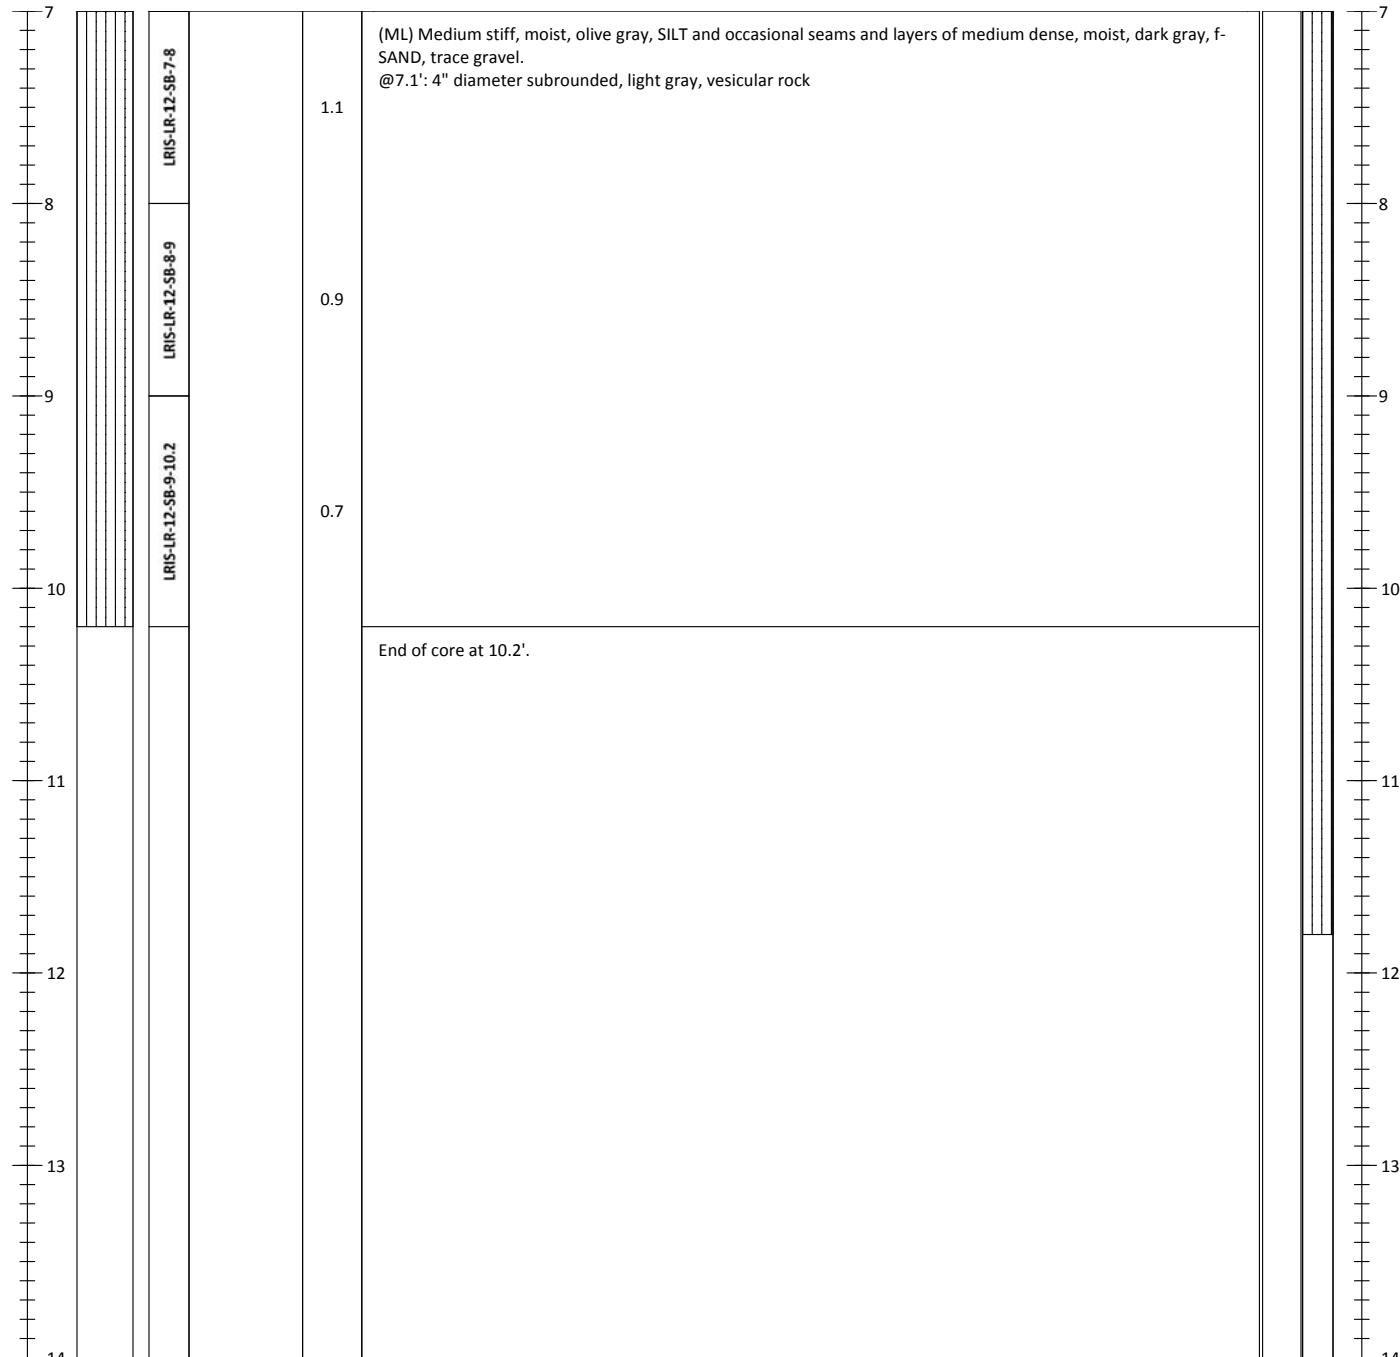 7
7
(ML) Medium stiff, moist, olive gray, SILT and occasional seams and layers of medium dense, moist, dark gray, f-
SAND, trace gravel.
@7.1': 4" diameter subrounded, light gray, vesicular rock
LRIS-LR-12-SB-7-8
1.1
8
8
LRIS-LR-12-SB-8-9
0.9
9
9
LRIS-LR-12-SB-9-10.2
0.7
10
10
End of core at 10.2'.
11
11
12
12
13
13
14
14